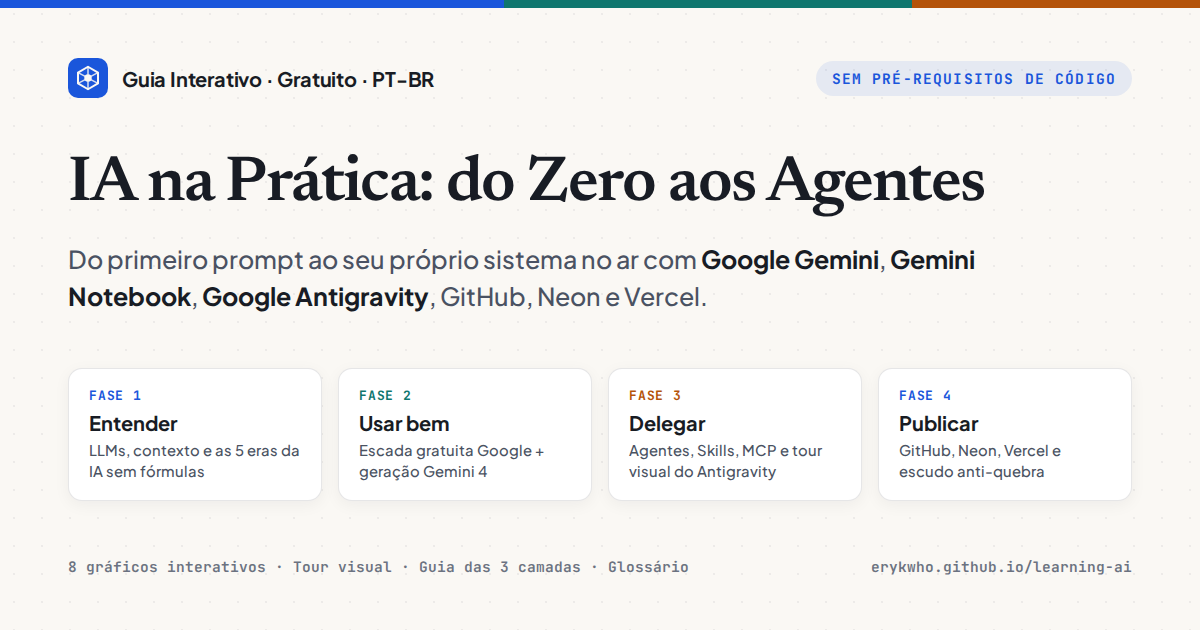 Guia Interativo · Gratuito · PT-BR
SEM PRÉ-REQUISITOS DE CÓDIGO
IA na Prática: do Zero aos Agentes
Do primeiro prompt ao seu próprio sistema no ar com Google Gemini, Gemini
Notebook, Google Antigravity, GitHub, Neon e Vercel.
FASE 1
Entender
LLMs, contexto e as 5 eras da
IA sem fórmulas
FASE 2
Usar bem
Escada gratuita Google +
geração Gemini 4
FASE 3
Delegar
Agentes, Skills, MCP e tour
visual do Antigravity
FASE 4
Publicar
GitHub, Neon, Vercel e
escudo anti-quebra
8 gráficos interativos · Tour visual · Guia das 3 camadas · Glossário
erykwho.github.io/learning-ai